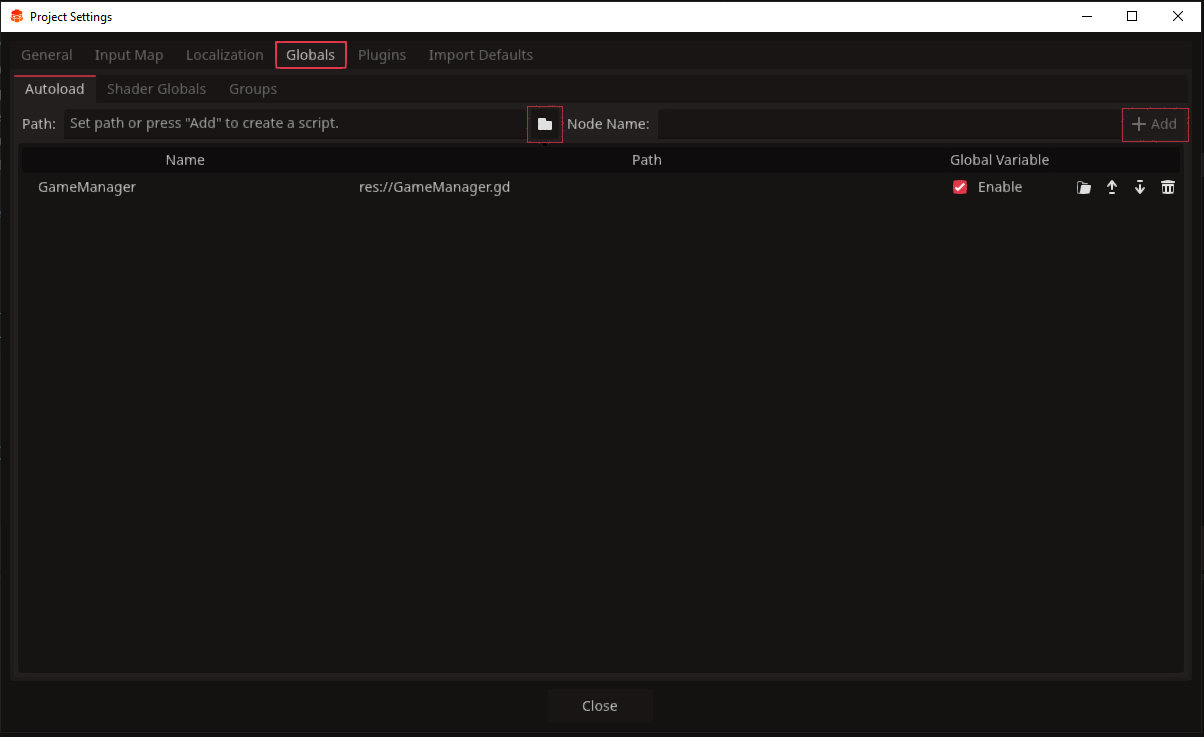 Project Settings
General Input Map Localization Globals Plugins Import Defaults
Autoload Shader Globals Groups
Path: Set path or press "Add" to create a script. Node Name: Add
Name Path Global Variable
GameManager res://GameManager.gd Enable
Close